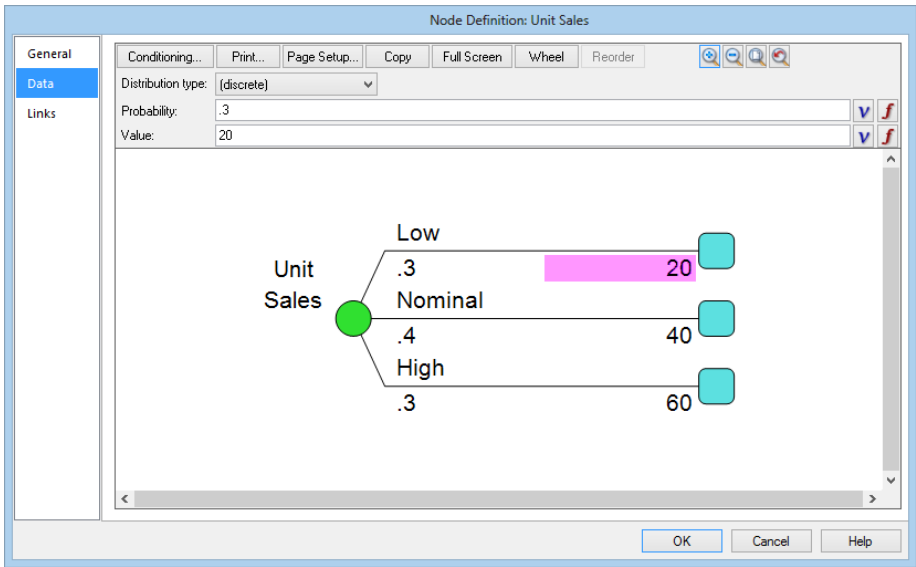 Node Definition: Unit Sales
General
Data
Links
Conditioning... Print... Page Setup... Copy Full Screen Wheel Reorder
Distribution type: (discrete)
Probability: .3 v f
Value: 20 v f
Low
.3 20
Unit
Sales
Nominal
.4 40
High
.3 60
OK Cancel Help